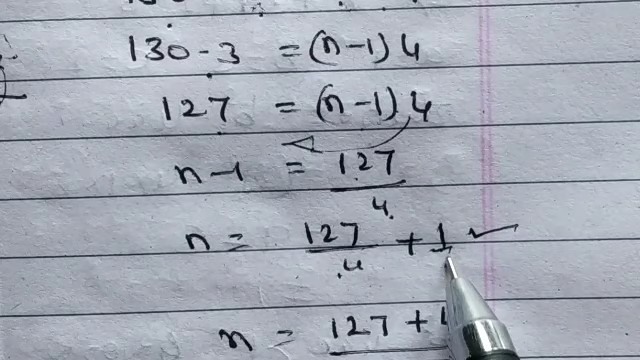 130 - 3 = (n-1) 4
127 = (n-1) 4
n-1 = 127/4
n = 127/4 + 1/
n = 127 +